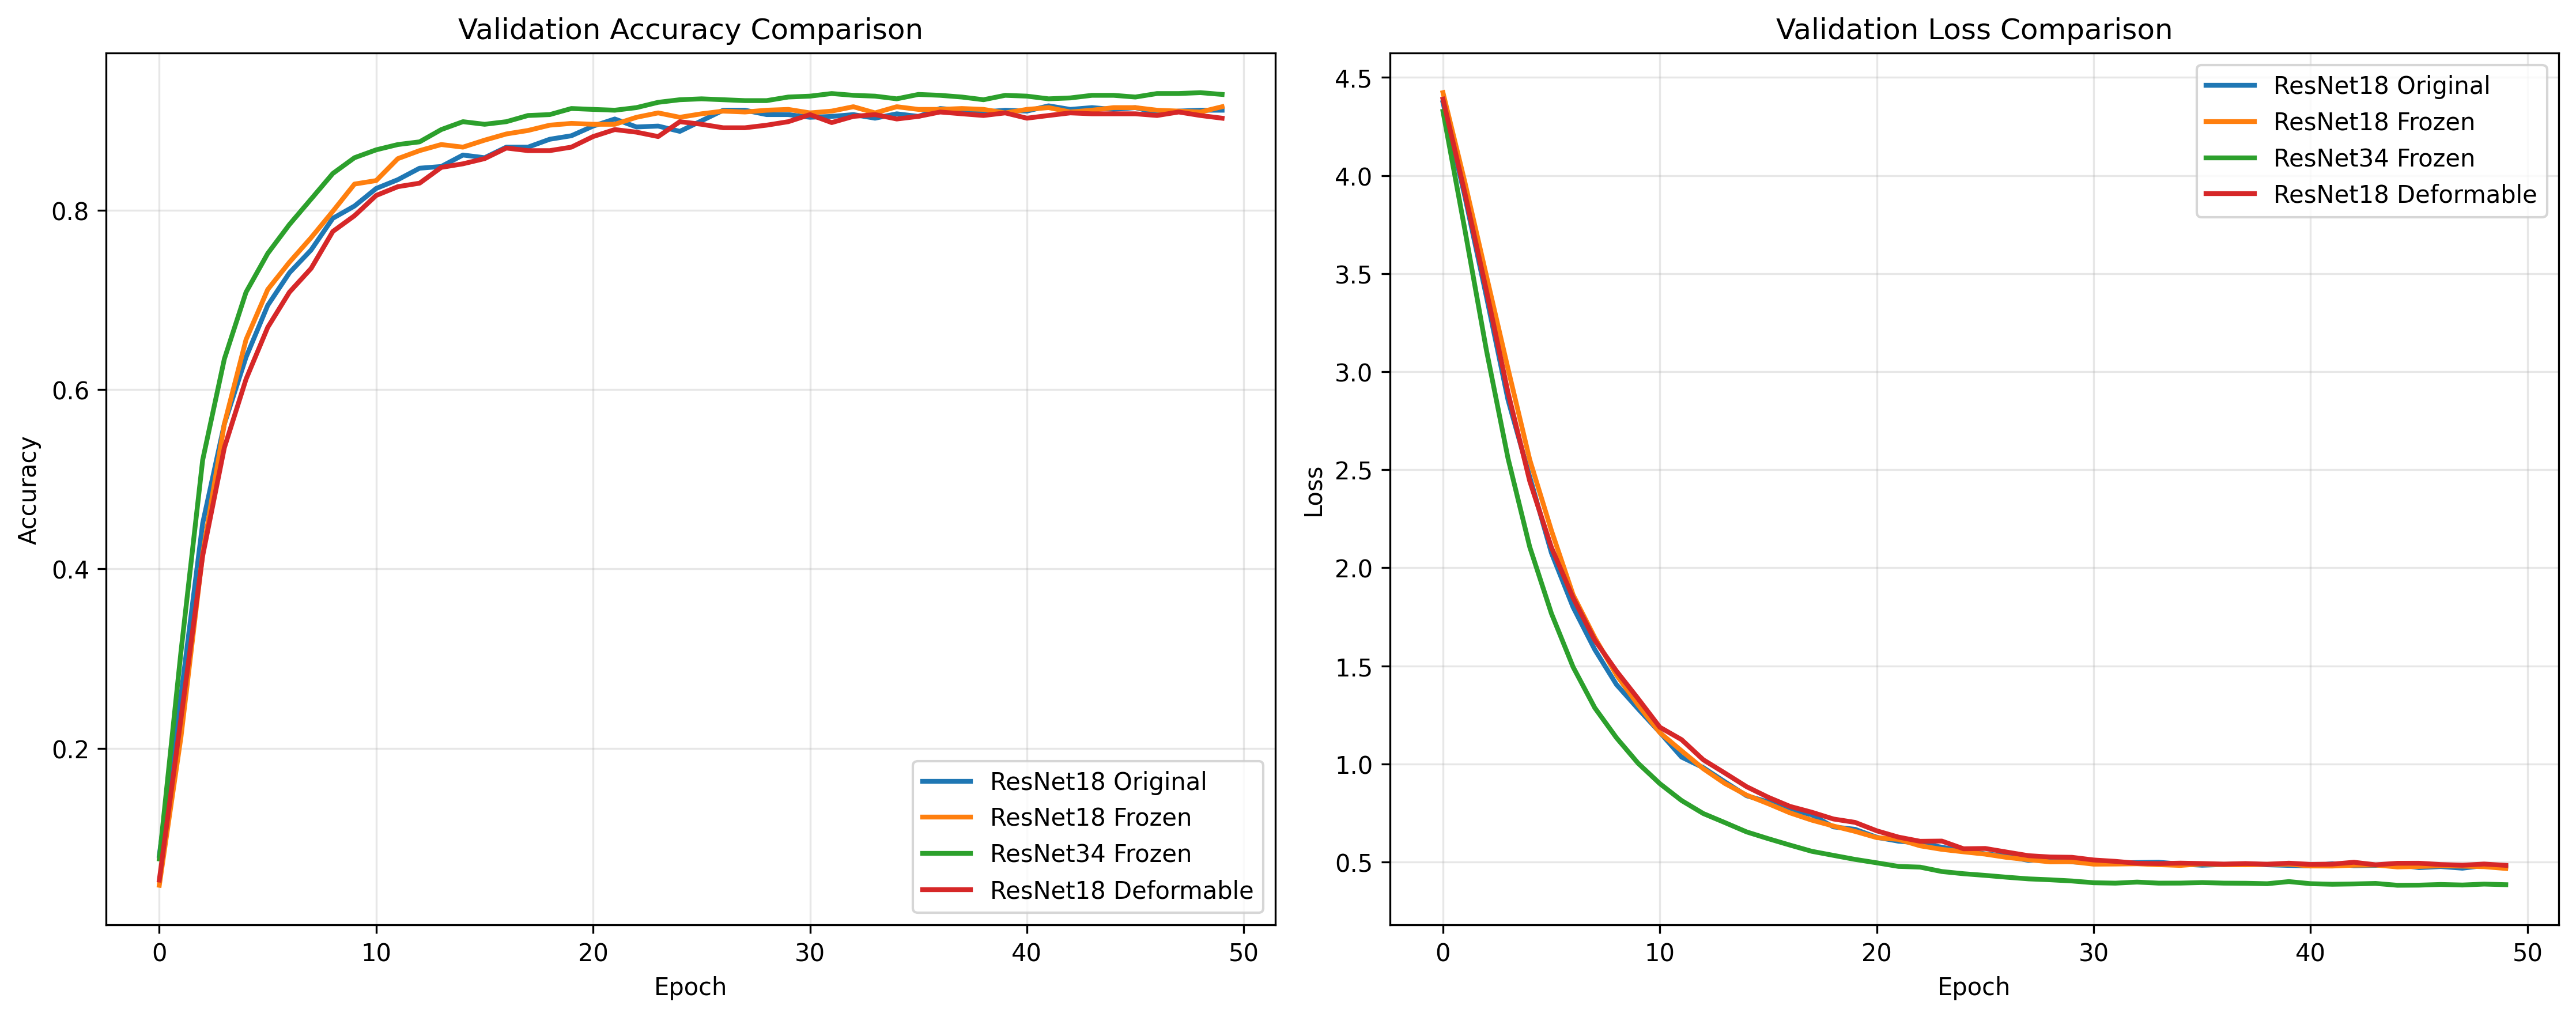 Validation Accuracy Comparison
Accuracy
0.8
0.6
0.4
0.2
0 10 20 30 40 50
Epoch
ResNet18 Original
ResNet18 Frozen
ResNet34 Frozen
ResNet18 Deformable
Validation Loss Comparison
Loss
4.5
4.0
3.5
3.0
2.5
2.0
1.5
1.0
0.5
0 10 20 30 40 50
Epoch
ResNet18 Original
ResNet18 Frozen
ResNet34 Frozen
ResNet18 Deformable